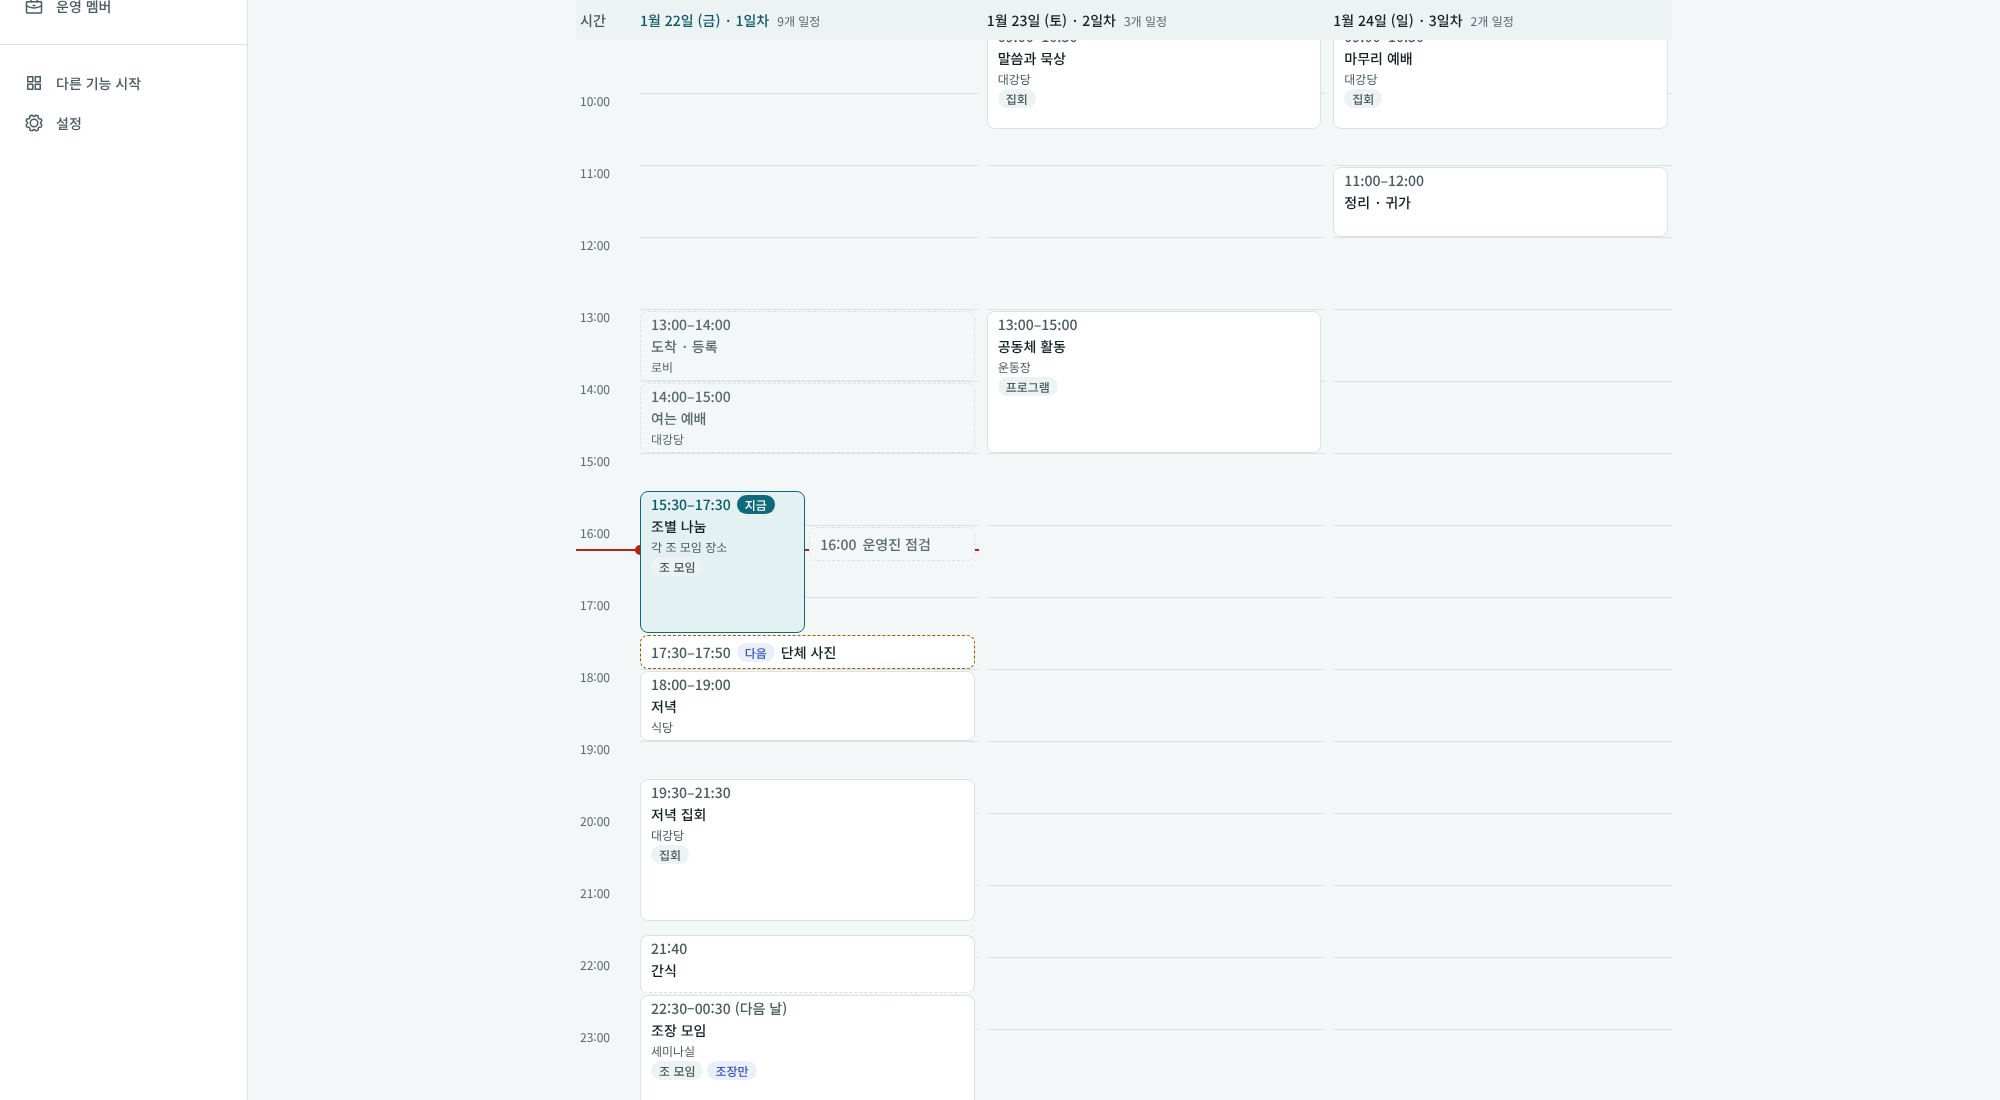 운영 멤버
다른 기능 시작
설정
시간
1월 22일 (금) · 1일차 9개 일정
1월 23일 (토) · 2일차 3개 일정
1월 24일 (일) · 3일차 2개 일정
말씀과 묵상
대강당
집회
마무리 예배
대강당
집회
10:00
11:00
11:00–12:00
정리 · 귀가
12:00
13:00
13:00–14:00
도착 · 등록
로비
13:00–15:00
공동체 활동
운동장
프로그램
14:00
14:00–15:00
여는 예배
대강당
15:00
15:30–17:30 지금
조별 나눔
각 조 모임 장소
조 모임
16:00
16:00 운영진 점검
17:00
17:30–17:50 다음 단체 사진
18:00
18:00–19:00
저녁
식당
19:00
19:30–21:30
저녁 집회
대강당
집회
20:00
21:00
21:40
간식
22:00
22:30–00:30 (다음 날)
조장 모임
세미나실
조 모임 조장만
23:00